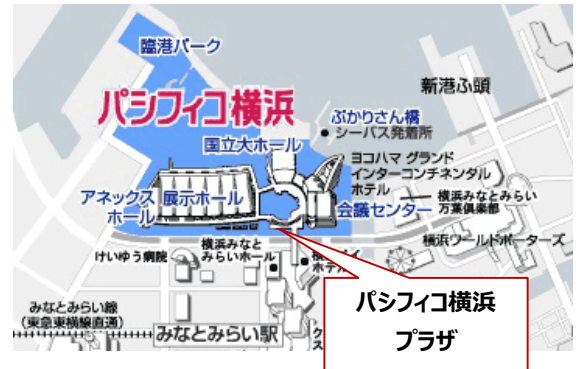 臨港パーク
パシフィコ横浜
新港ふ頭
ぷかりさん橋
シーバス発着所
国立大ホール
ヨコハマ グランド
インターコンチネンタル
ホテル
アネックス
ホール
展示ホール
会議センター
横浜みなとみらい
万葉倶楽部
けいゆう病院
横浜みなと
みらいホール
横浜ワールドポーターズ
ホテル
パシフィコ横浜
プラザ
みなとみらい線
(東急東横線直通)
みなとみらい駅